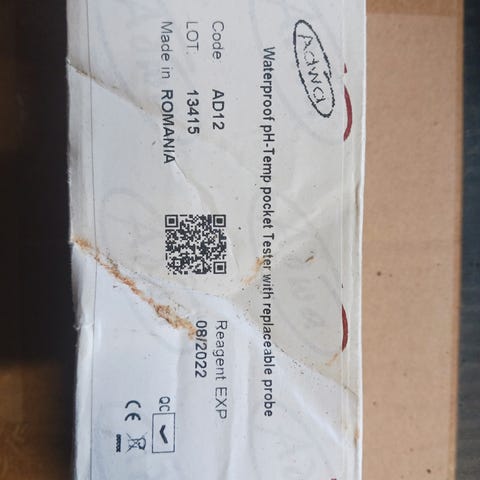 Adwa
Waterproof pH-Temp pocket Tester with replaceable probe
Code: AD12
LOT: 13415
Made in ROMANIA
Reagent EXP
08/2022
QC
CE